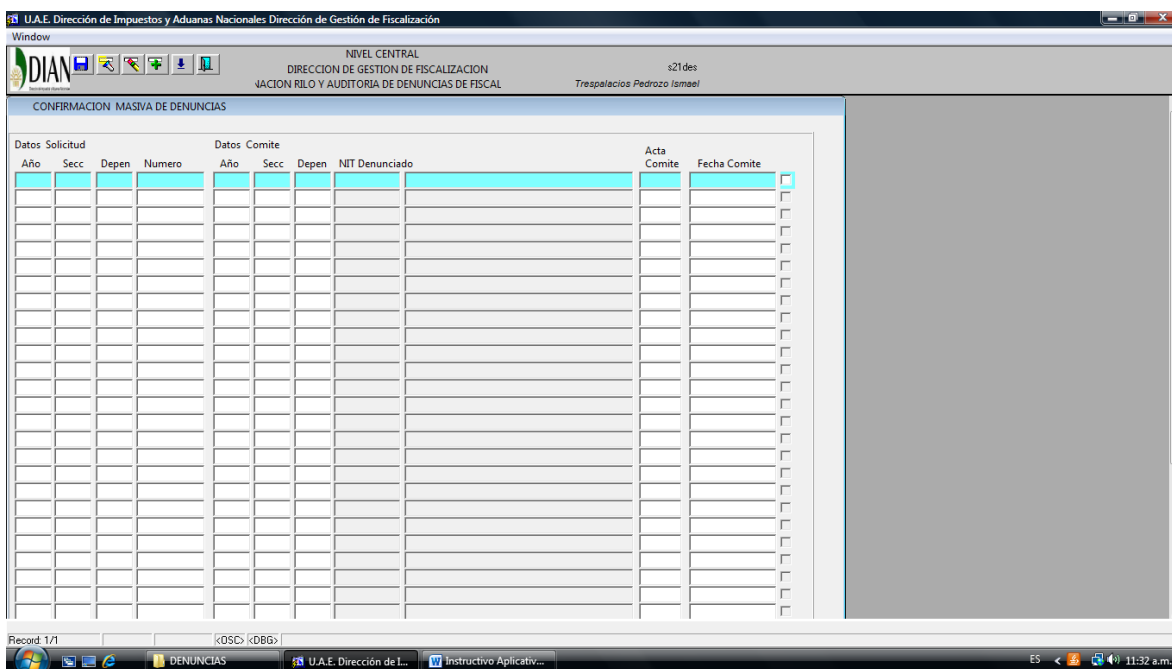 U.A.E. Dirección de Impuestos y Aduanas Nacionales Dirección de Gestión de Fiscalización
Window
DIAN
NIVEL CENTRAL
DIRECCION DE GESTION DE FISCALIZACION
s21des
NACION RILO Y AUDITORIA DE DENUNCIAS DE FISCAL
Trespalacios Pedrozo Ismael
CONFIRMACION MASIVA DE DENUNCIAS
Datos Solicitud Datos Comite
Año Secc Depen Numero Año Secc Depen NIT Denunciado Acta Comite Fecha Comite
Record: 1/1 <OSC> <DBG>
DENUNCIAS U.A.E. Dirección de I... Instructivo Aplicativ... ES 11:32 a.m.